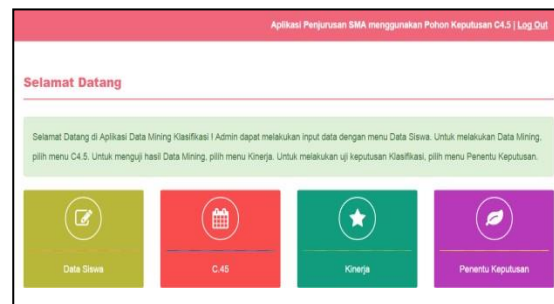 Aplikasi Penjurusan SMA menggunakan Pohon Keputusan C4.5 | Log Out
Selamat Datang
Selamat Datang di Aplikasi Data Mining Klasifikasi ! Admin dapat melakukan input data dengan menu Data Siswa. Untuk melakukan Data Mining,
pilih menu C4.5. Untuk menguji hasil Data Mining, pilih menu Kinerja. Untuk melakukan uji keputusan Klasifikasi, pilih menu Penentu Keputusan.
Data Siswa
C.45
Kinerja
Penentu Keputusan